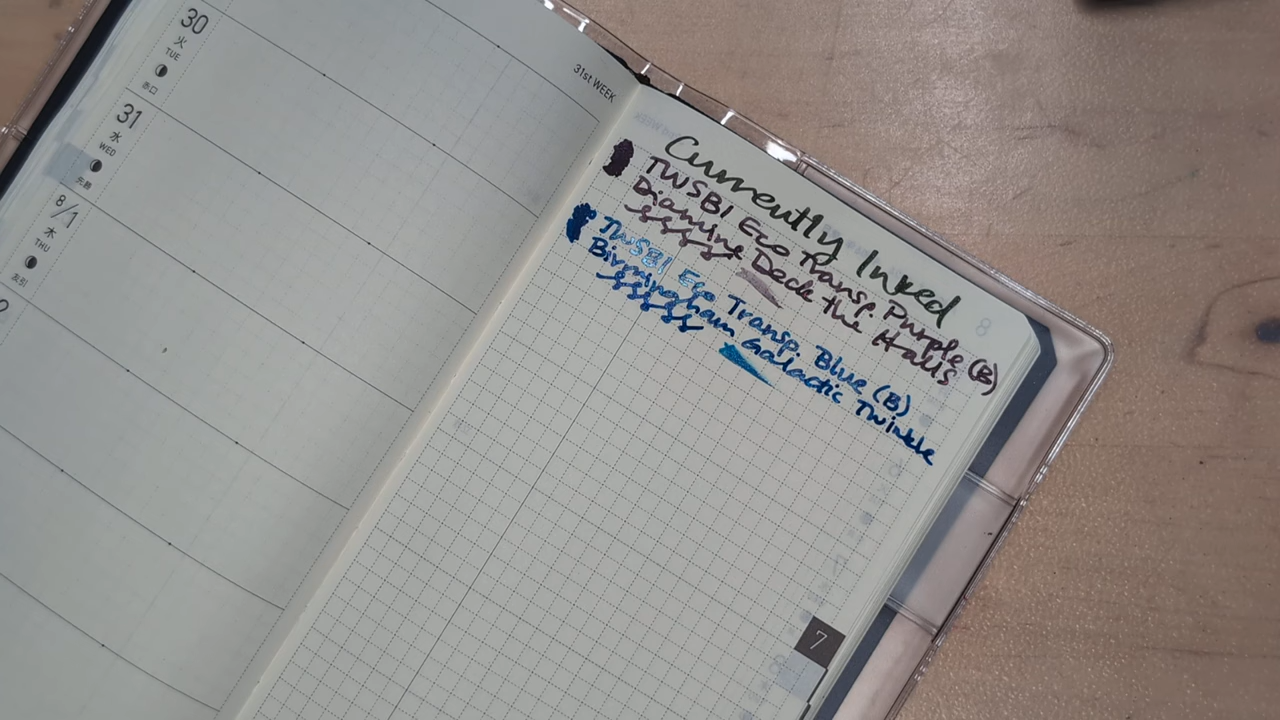 30
火
TUE
赤口
31
水
WED
先勝
8/1
木
THU
友引
2
31st WEEK
Currently Inked
TWSBI Eco Transp. Purple (B)
Diamine Deck the Halls
TWSBI Eco Transp. Blue (B)
Birmingham Galactic Twinkle
7
8